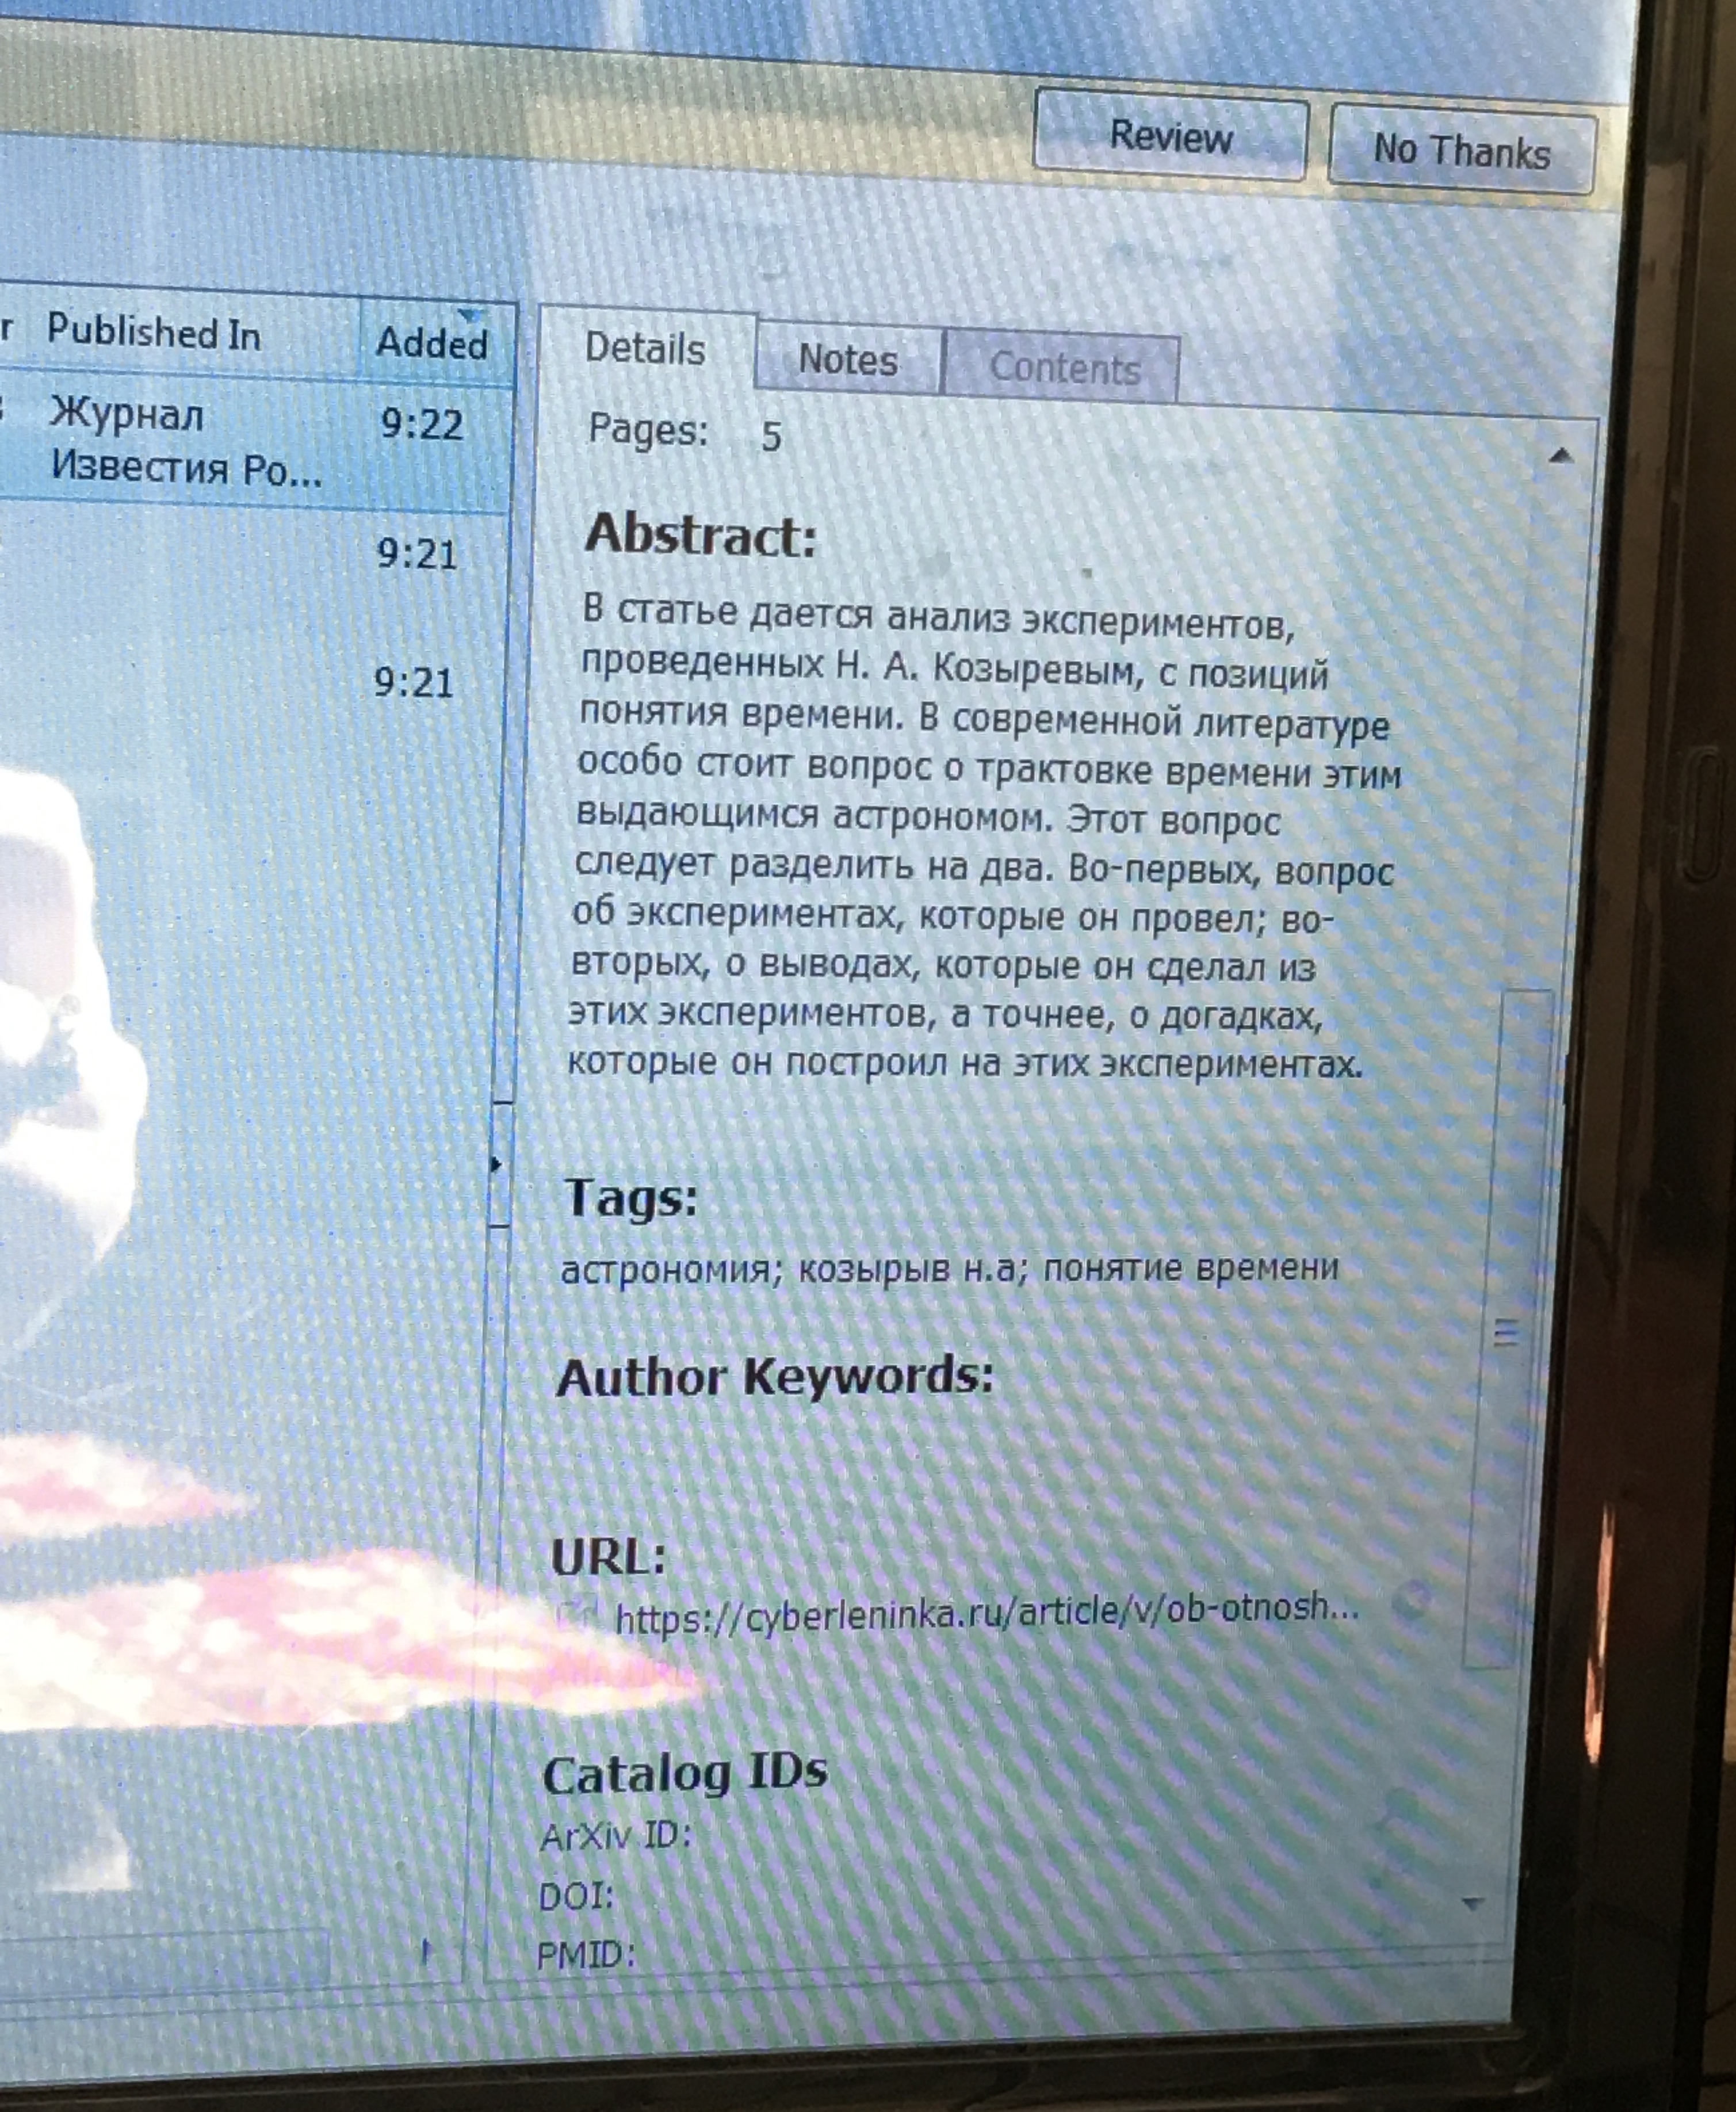 Review
No Thanks
r Published In Added
Журнал 9:22
Известия Ро...
9:21
9:21
Details Notes Contents
Pages: 5
Abstract:
В статье дается анализ экспериментов,
проведенных Н. А. Козыревым, с позиций
понятия времени. В современной литературе
особо стоит вопрос о трактовке времени этим
выдающимся астрономом. Этот вопрос
следует разделить на два. Во-первых, вопрос
об экспериментах, которые он провел; во-
вторых, о выводах, которые он сделал из
этих экспериментов, а точнее, о догадках,
которые он построил на этих экспериментах.
Tags:
астрономия; козырыв н.а; понятие времени
Author Keywords:
URL:
https://cyberleninka.ru/article/v/ob-otnosh...
Catalog IDs
ArXiv ID:
DOI:
PMID: